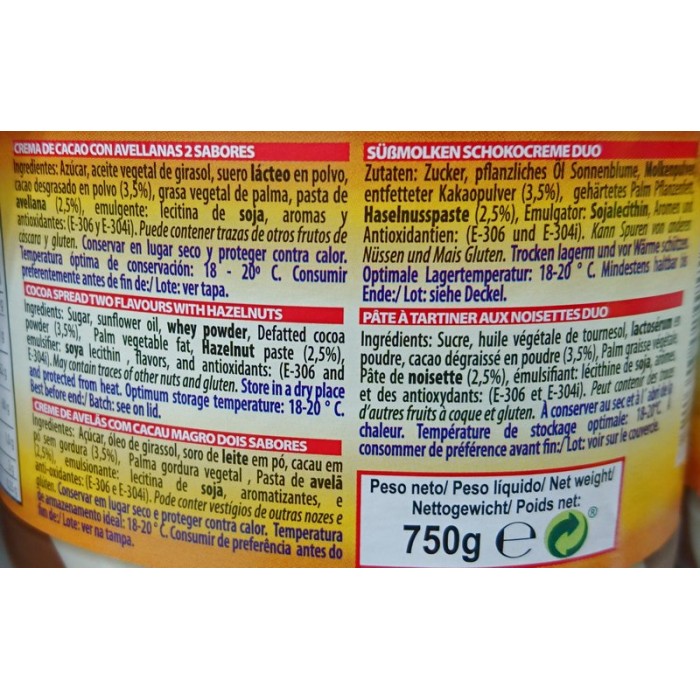 CREMA DE CACAO CON AVELLANAS 2 SABORES
Ingredientes: Azúcar, aceite vegetal de girasol, suero lácteo en polvo,
cacao desgrasado en polvo (3,5%), grasa vegetal de palma, pasta de
avellana (2,5%), emulgente: lecitina de soja, aromas y
antioxidantes: (E-306 y E-304i). Puede contener trazas de otros frutos de
cáscara y gluten. Conservar en lugar seco y proteger contra calor.
Temperatura óptima de conservación: 18 - 20º C. Consumir
preferentemente antes de fin de:/ Lote: ver tapa.
COCOA SPREAD TWO FLAVOURS WITH HAZELNUTS
Ingredients: Sugar, sunflower oil, whey powder, Defatted cocoa
powder (3,5%), Palm vegetable fat, Hazelnut paste (2,5%),
emulsifier: soya lecithin, flavors, and antioxidants: (E-306 and
E-304i). May contain traces of other nuts and gluten. Store in a dry place
and protected from heat. Optimum storage temperature: 18-20 º C.
Best before end:/ Batch: see on lid.
CREME DE AVELÃS COM CACAU MAGRO DOIS SABORES
Ingredientes: Açúcar, óleo de girassol, soro de leite em pó, cacau em
pó sem gordura (3,5%), Palma gordura vegetal , Pasta de avelã
(2,5%), emulsionante: lecitina de soja, aromatizantes, e
anti-oxidantes: (E-306 e E-304i). Pode conter vestígios de outras nozes e
gluten. Conservar em lugar seco e proteger contra calor. Temperatura
de armazenamento ideal: 18-20 º C. Consumir de preferência antes do
fim de:/ Lote: ver na tampa.
SÜßMOLKEN SCHOKOCREME DUO
Zutaten: Zucker, pflanzliches Öl Sonnenblume, Molkenpulver,
entfetteter Kakaopulver (3,5%), gehärtetes Palm Pflanzenfett,
Haselnusspaste (2,5%), Emulgator: Sojalecithin, Aromen und
Antioxidantien: (E-306 und E-304i). Kann Spuren von anderen
Nüssen und Mais Gluten. Trocken lagern und vor Wärme schützen.
Optimale Lagertemperatur: 18-20 º C. Mindestens haltbar bis
Ende:/ Lot: siehe Deckel.
PÂTE À TARTINER AUX NOISETTES DUO
Ingrédients: Sucre, huile végétale de tournesol, lactosérum en
poudre, cacao dégraissé en poudre (3,5%), Palm graisse végétale,
Pâte de noisette (2,5%), émulsifiant: lécithine de soja, arômes,
et des antioxydants: (E-306 et E-304i). Peut contenir des traces
d'autres fruits à coque et gluten. À conserver au sec et à l'abri de la
chaleur. Température de stockage optimale: 18-20ºC. À
consommer de préférence avant fin:/Lot: voir sur le couvercle.
Peso neto/ Peso líquido/ Net weight/
Nettogewicht/ Poids net:
750g e ®